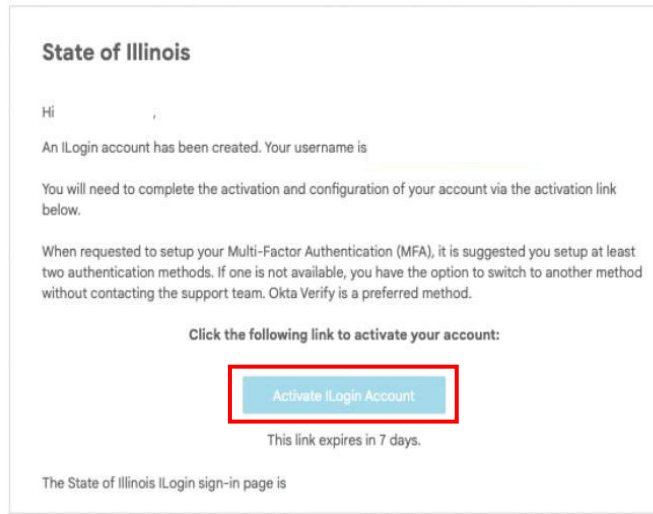 State of Illinois
Hi ,
An ILogin account has been created. Your username is
You will need to complete the activation and configuration of your account via the activation link
below.
When requested to setup your Multi-Factor Authentication (MFA), it is suggested you setup at least
two authentication methods. If one is not available, you have the option to switch to another method
without contacting the support team. Okta Verify is a preferred method.
Click the following link to activate your account:
Activate ILogin Account
This link expires in 7 days.
The State of Illinois ILogin sign-in page is